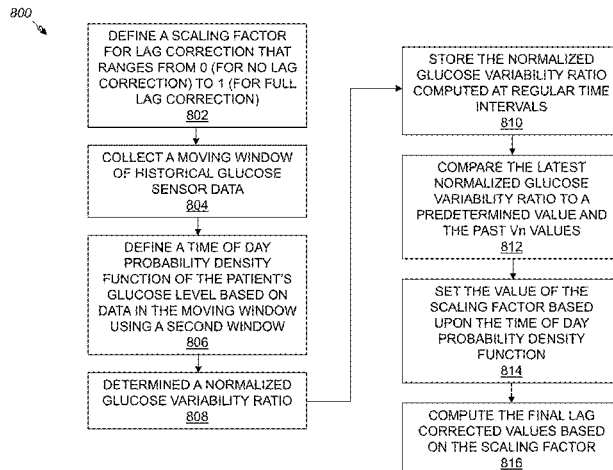 800
DEFINE A SCALING FACTOR
FOR LAG CORRECTION THAT
RANGES FROM 0 (FOR NO LAG
CORRECTION) TO 1 (FOR FULL
LAG CORRECTION)
802
COLLECT A MOVING WINDOW
OF HISTORICAL GLUCOSE
SENSOR DATA
804
DEFINE A TIME OF DAY
PROBABILITY DENSITY
FUNCTION OF THE PATIENT'S
GLUCOSE LEVEL BASED ON
DATA IN THE MOVING WINDOW
USING A SECOND WINDOW
806
DETERMINED A NORMALIZED
GLUCOSE VARIABILITY RATIO
808
STORE THE NORMALIZED
GLUCOSE VARIABILITY RATIO
COMPUTED AT REGULAR TIME
INTERVALS
810
COMPARE THE LATEST
NORMALIZED GLUCOSE
VARIABILITY RATIO TO A
PREDETERMINED VALUE AND
THE PAST Vn VALUES
812
SET THE VALUE OF THE
SCALING FACTOR BASED
UPON THE TIME OF DAY
PROBABILITY DENSITY
FUNCTION
814
COMPUTE THE FINAL LAG
CORRECTED VALUES BASED
ON THE SCALING FACTOR
816